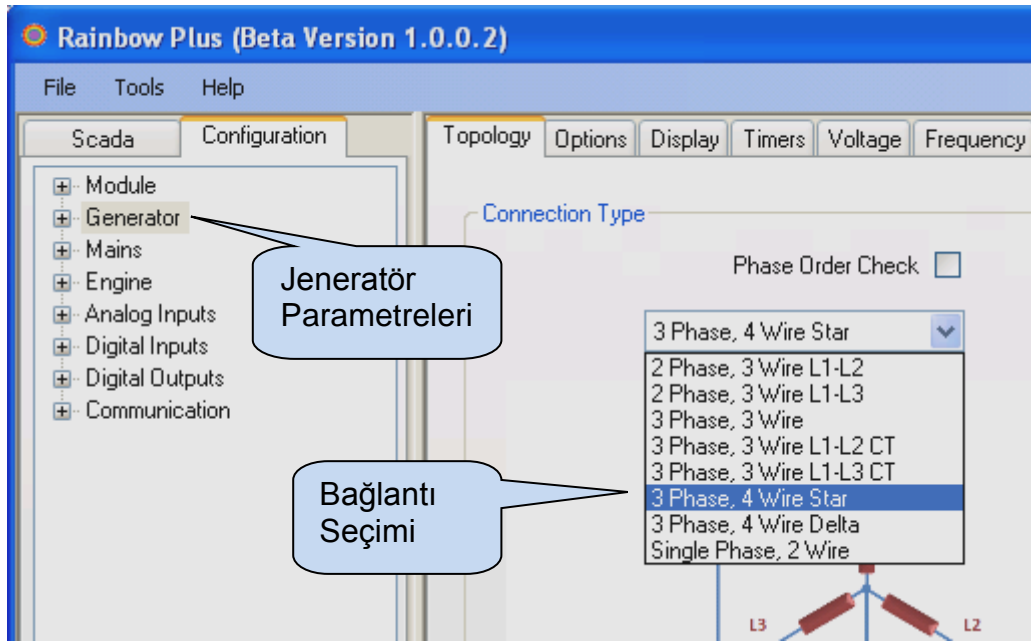 Rainbow Plus (Beta Version 1.0.0.2)
File Tools Help
Scada Configuration
Topology Options Display Timers Voltage Frequency
Module
Generator
Mains
Engine
Analog Inputs
Digital Inputs
Digital Outputs
Communication
Jeneratör
Parametreleri
Connection Type
Phase Order Check
3 Phase, 4 Wire Star
2 Phase, 3 Wire L1-L2
2 Phase, 3 Wire L1-L3
3 Phase, 3 Wire
3 Phase, 3 Wire L1-L2 CT
3 Phase, 3 Wire L1-L3 CT
3 Phase, 4 Wire Star
3 Phase, 4 Wire Delta
Single Phase, 2 Wire
Bağlantı
Seçimi
L3 L2